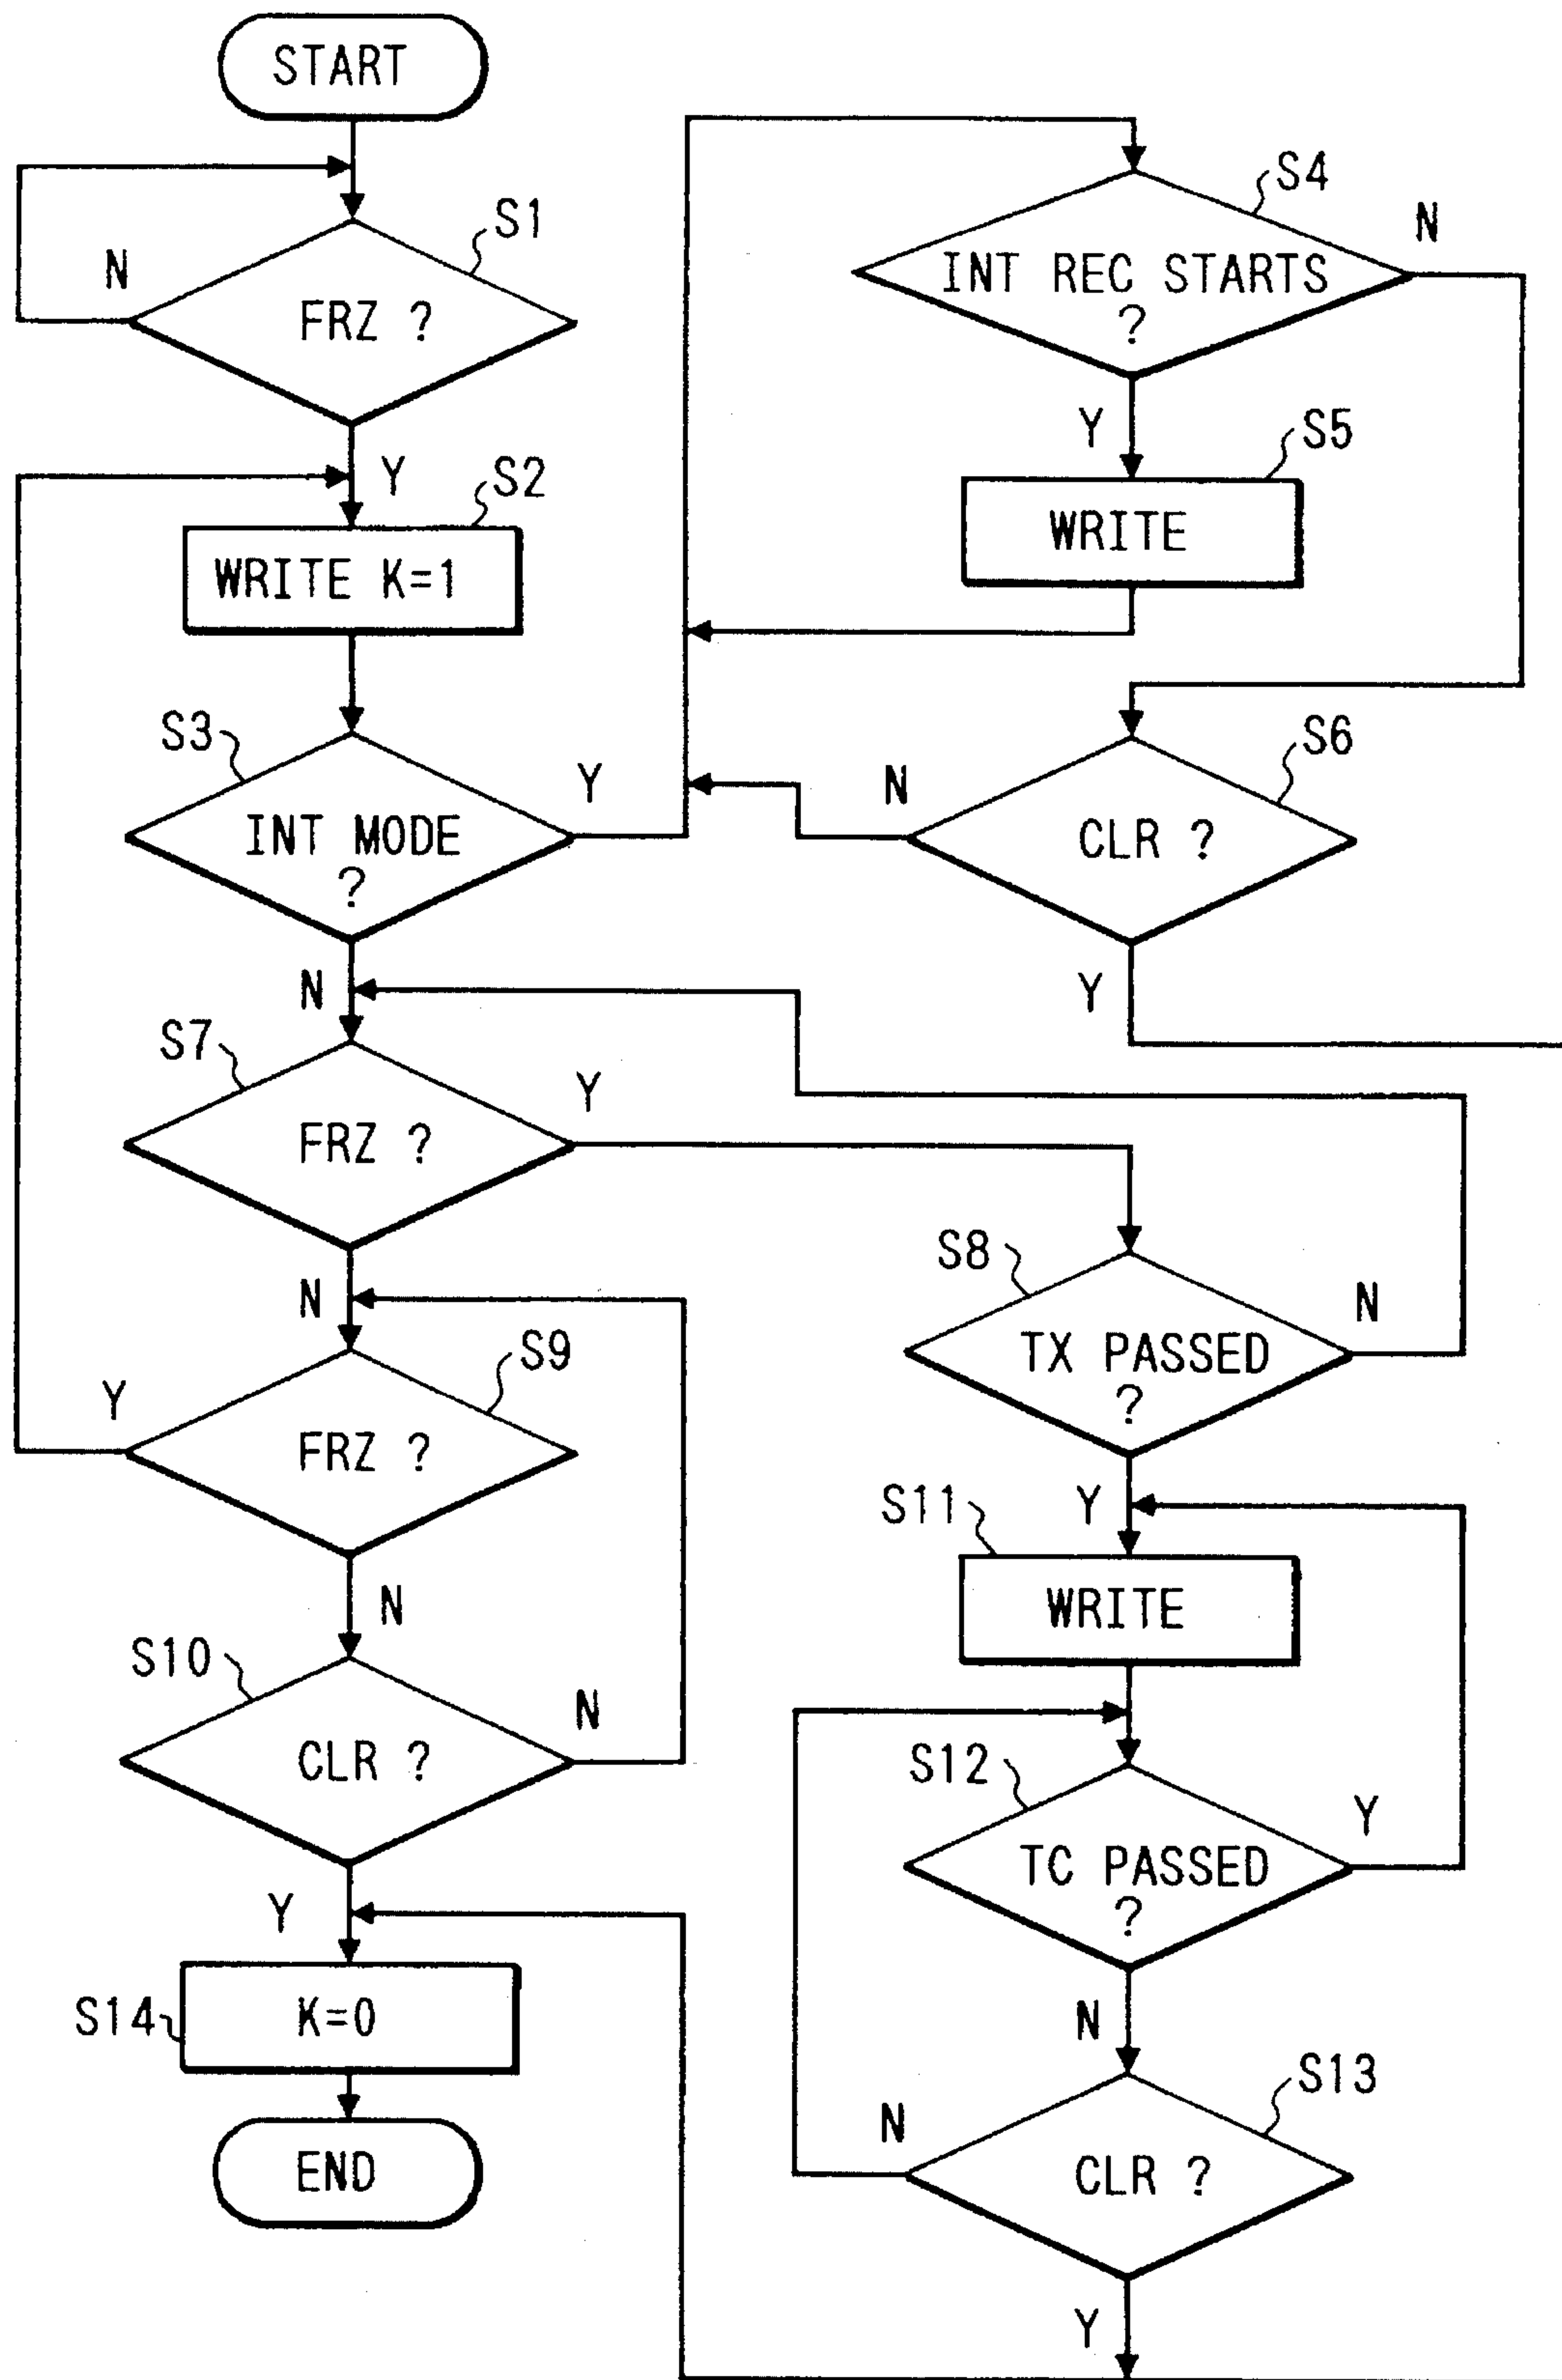 START
S1
N
FRZ ?
Y
S2
WRITE K=1
S3
INT MODE
?
Y
N
S4
INT REC STARTS
?
N
Y
S5
WRITE
S6
CLR ?
N
Y
S7
FRZ ?
Y
N
S8
TX PASSED
?
N
Y
S9
FRZ ?
Y
N
S10
CLR ?
N
Y
S11
WRITE
S12
TC PASSED
?
Y
N
S13
CLR ?
N
Y
S14
K=0
END